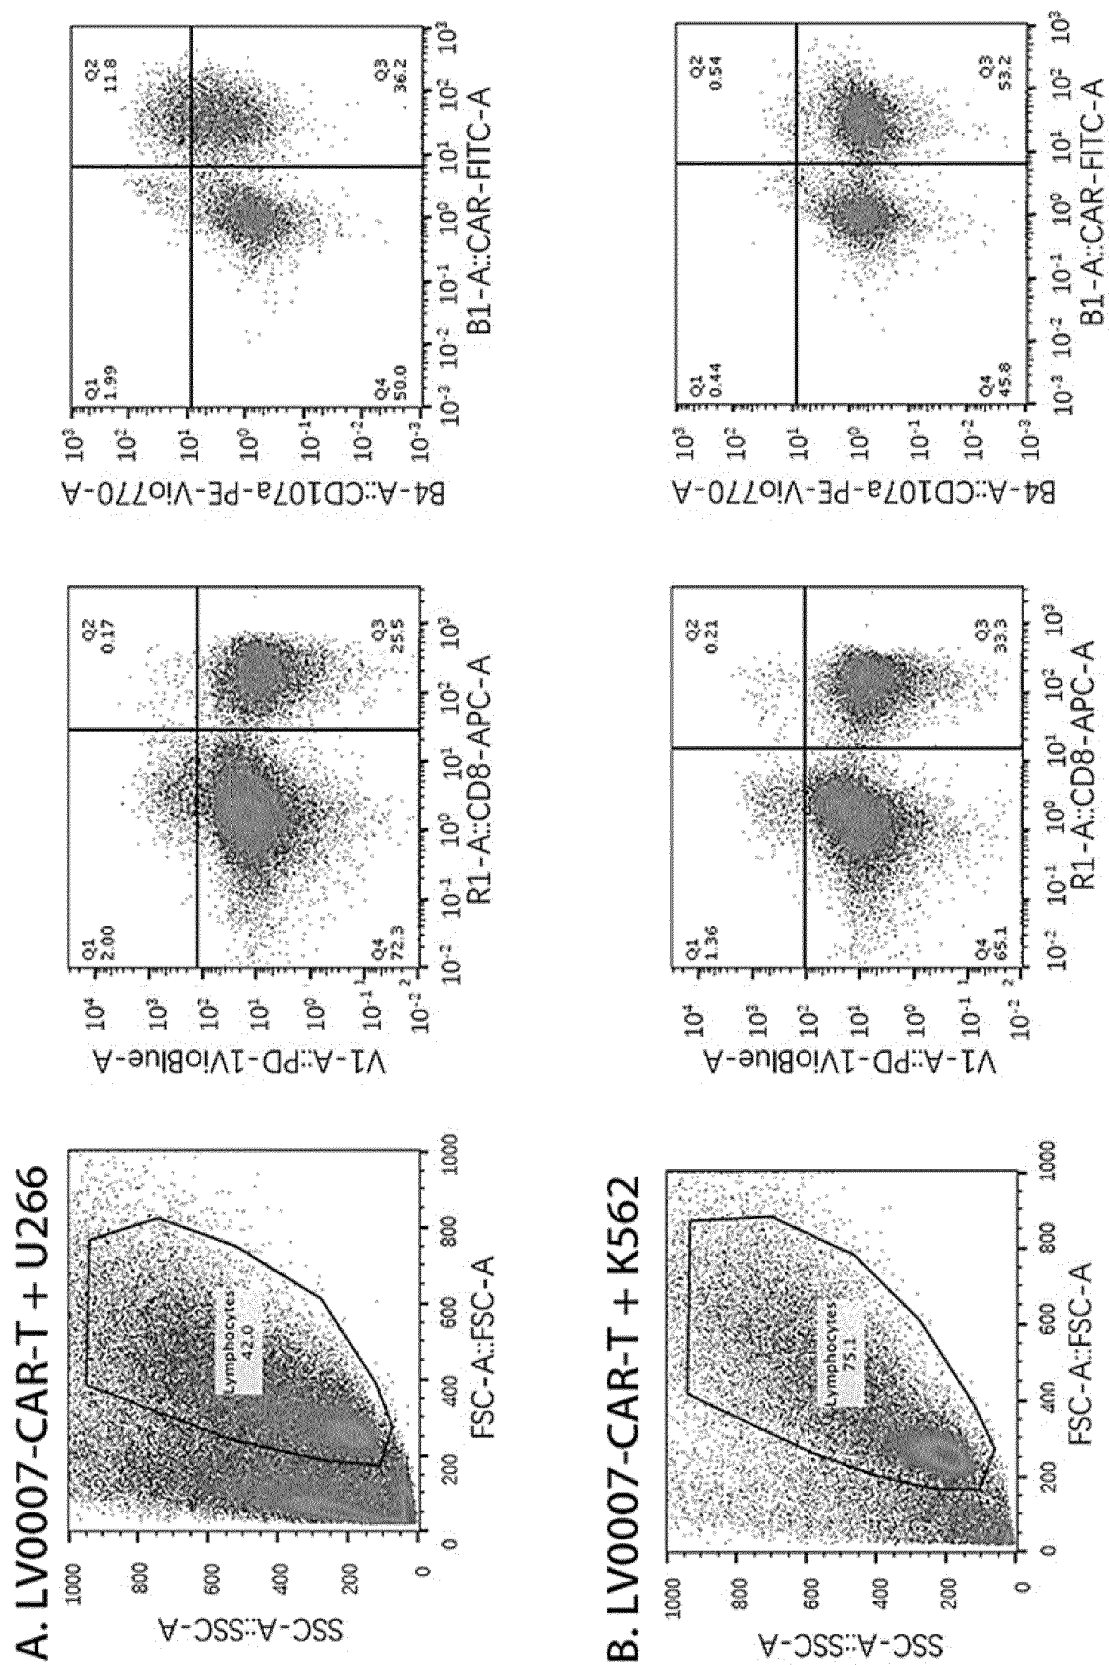 A. LV0007-CAR-T + U266
SSC-A::SSC-A
1000
800
600
400
200
0
Lymphocytes
42.0
0 200 400 600 800 1000
FSC-A::FSC-A
V1-A::PD-1VioBlue-A
10⁴
10³
10²
10¹
10⁰
10⁻¹
10⁻²
Q1
2.00
Q2
0.17
Q4
72.3
Q3
25.5
10⁻² 10⁻¹ 10⁰ 10¹ 10² 10³
R1-A::CD8-APC-A
B4-A::CD107a-PE-Vio770-A
10³
10²
10¹
10⁰
10⁻¹
10⁻²
10⁻³
Q1
1.99
Q2
11.8
Q4
50.0
Q3
36.2
10⁻³ 10⁻² 10⁻¹ 10⁰ 10¹ 10² 10³
B1-A::CAR-FITC-A
B. LV0007-CAR-T + K562
SSC-A::SSC-A
1000
800
600
400
200
0
Lymphocytes
75.1
0 200 400 600 800 1000
FSC-A::FSC-A
V1-A::PD-1VioBlue-A
10⁴
10³
10²
10¹
10⁰
10⁻¹
10⁻²
Q1
1.36
Q2
0.21
Q4
65.1
Q3
33.3
10⁻² 10⁻¹ 10⁰ 10¹ 10² 10³
R1-A::CD8-APC-A
B4-A::CD107a-PE-Vio770-A
10³
10²
10¹
10⁰
10⁻¹
10⁻²
10⁻³
Q1
0.44
Q2
0.54
Q4
45.8
Q3
53.2
10⁻³ 10⁻² 10⁻¹ 10⁰ 10¹ 10² 10³
B1-A::CAR-FITC-A